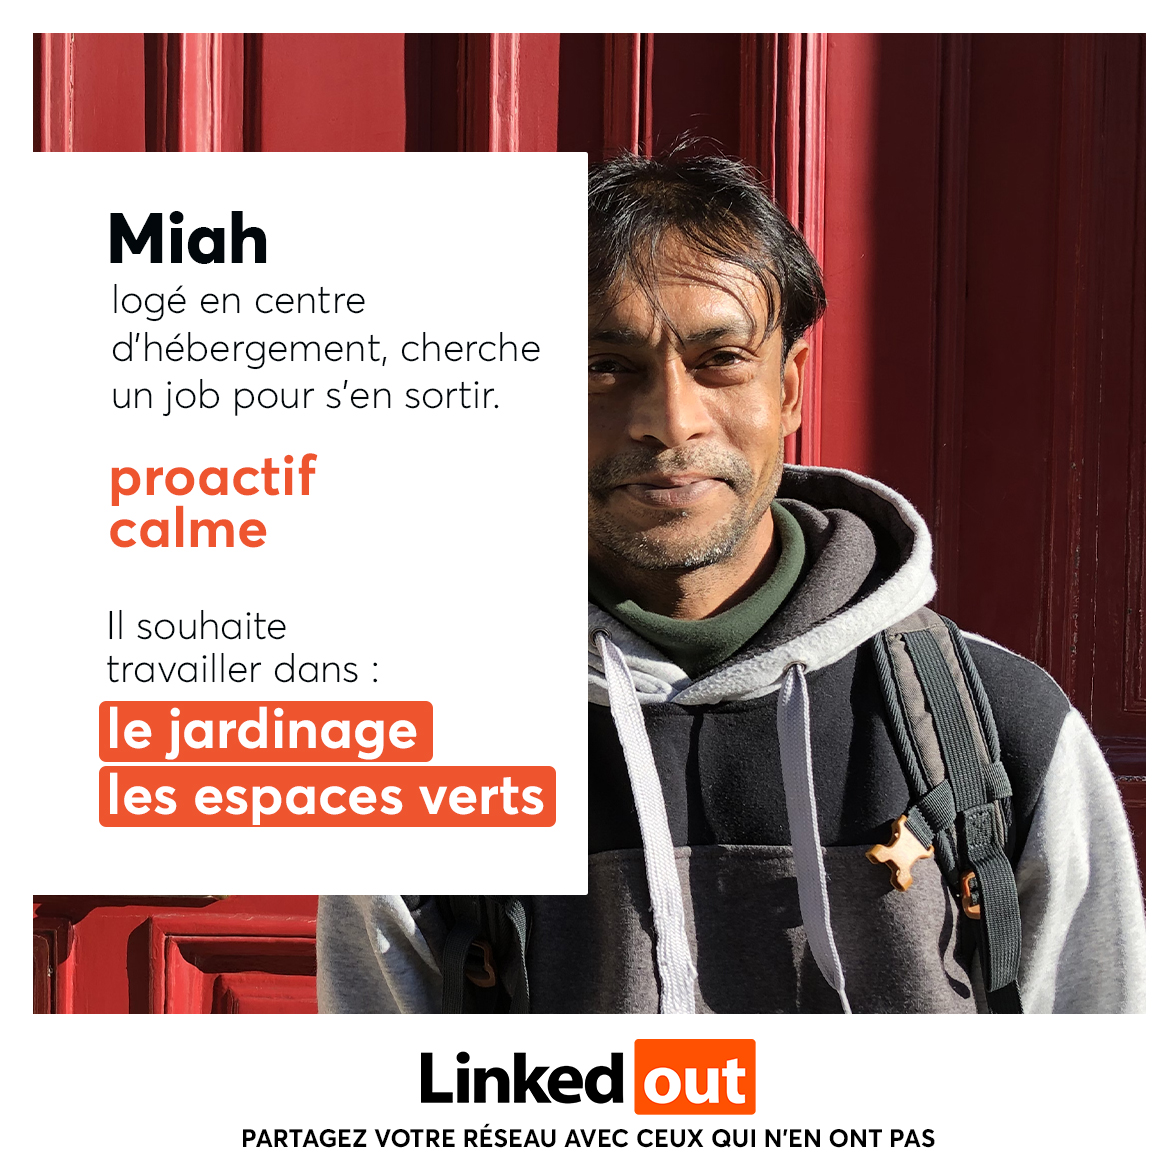 Miah
logé en centre
d'hébergement, cherche
un job pour s'en sortir.
proactif
calme
Il souhaite
travailler dans :
le jardinage
les espaces verts
Linked out
PARTAGEZ VOTRE RÉSEAU AVEC CEUX QUI N'EN ONT PAS